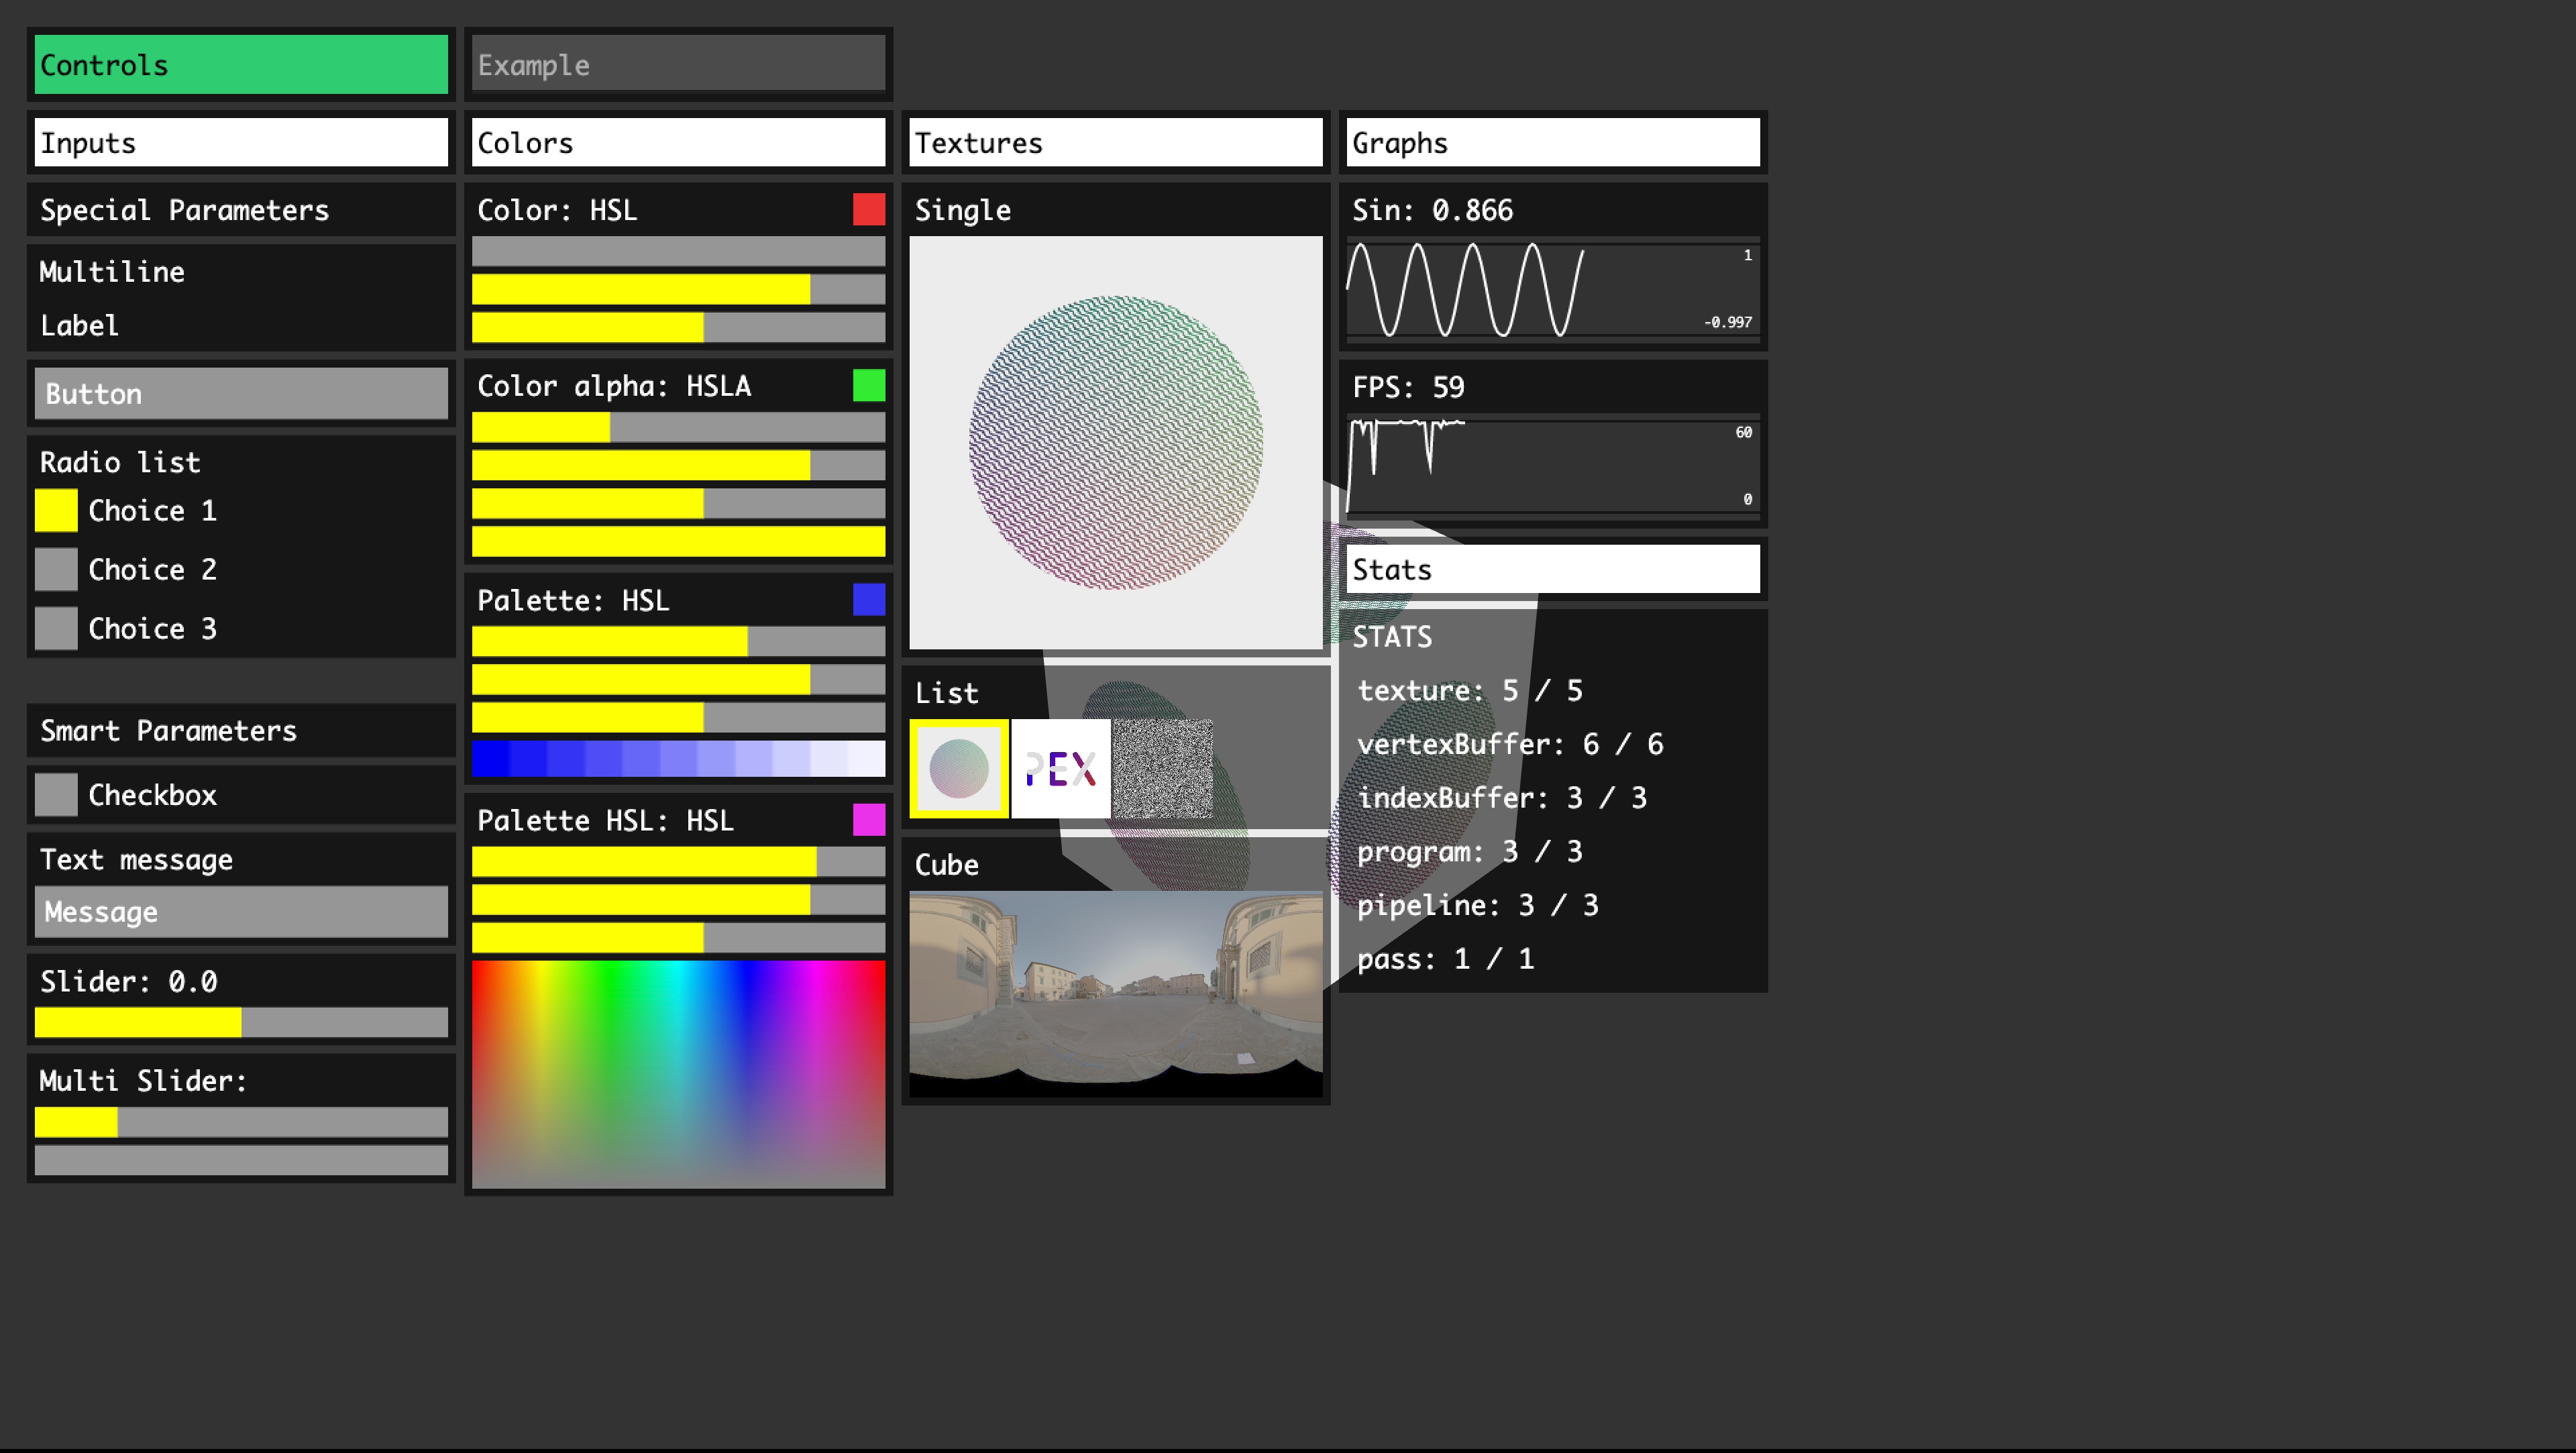 Controls
Example
Inputs
Special Parameters
Multiline
Label
Button
Radio list
Choice 1
Choice 2
Choice 3
Smart Parameters
Checkbox
Text message
Message
Slider: 0.0
Multi Slider:
Colors
Color: HSL
Color alpha: HSLA
Palette: HSL
Palette HSL: HSL
Textures
Single
List
PEX
Cube
Graphs
Sin: 0.866
1
-0.997
FPS: 59
60
0
Stats
STATS
texture: 5 / 5
vertexBuffer: 6 / 6
indexBuffer: 3 / 3
program: 3 / 3
pipeline: 3 / 3
pass: 1 / 1